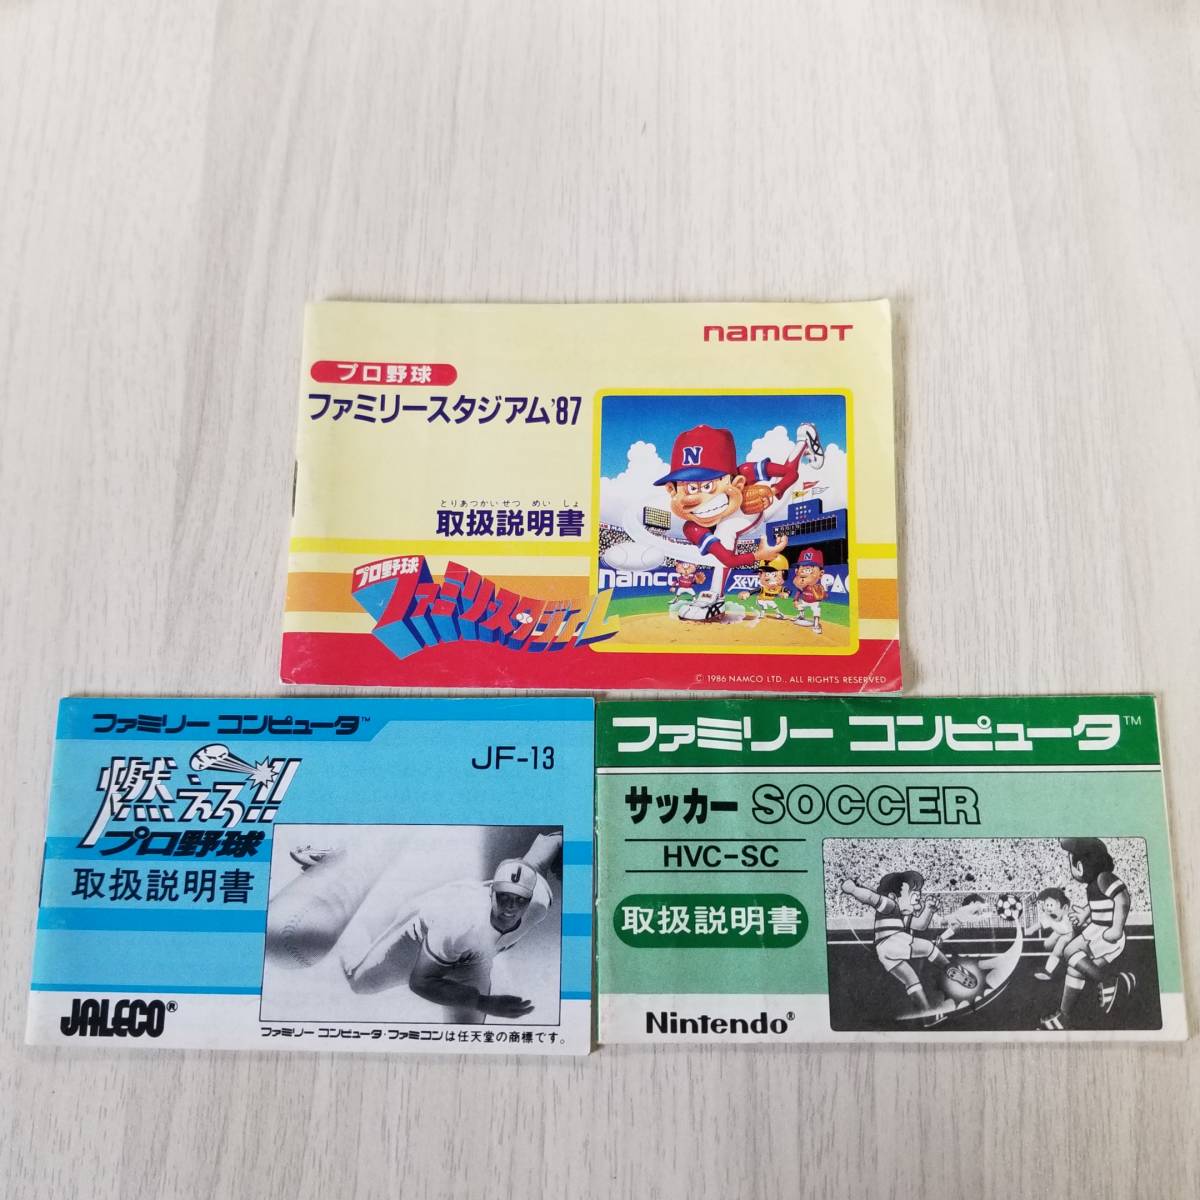 namcoT
プロ野球
ファミリースタジアム'87
とりあつかいせつ めい しょ
取扱説明書
プロ野球
ファミリースタジアム
N
namco
XEVI
PAC
© 1986 NAMCO LTD., ALL RIGHTS RESERVED
ファミリー コンピュータ™
燃えろ!!
プロ野球
JF-13
取扱説明書
J
JALECO®
ファミリー コンピュータ・ファミコンは任天堂の商標です。
ファミリー コンピュータ™
サッカー SOCCER
HVC-SC
取扱説明書
Nintendo®